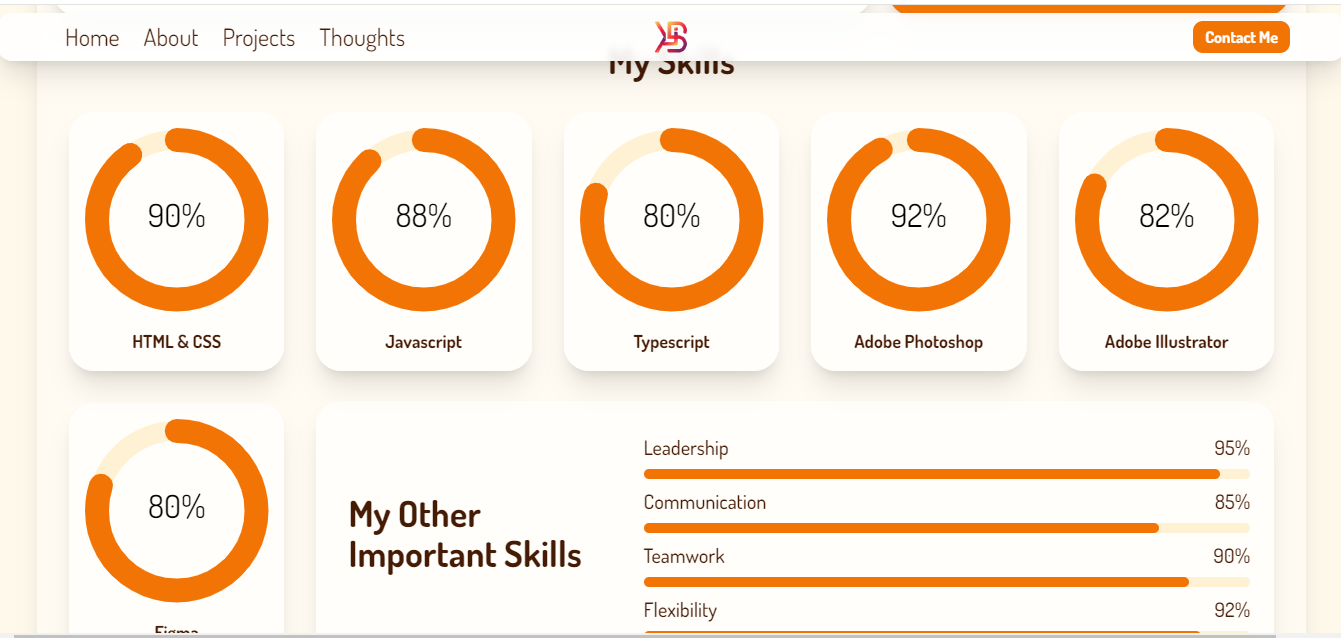 Home About Projects Thoughts
Contact Me
My Skills
90%
88%
80%
92%
82%
HTML & CSS
Javascript
Typescript
Adobe Photoshop
Adobe Illustrator
80%
Figma
My Other
Important Skills
Leadership 95%
Communication 85%
Teamwork 90%
Flexibility 92%